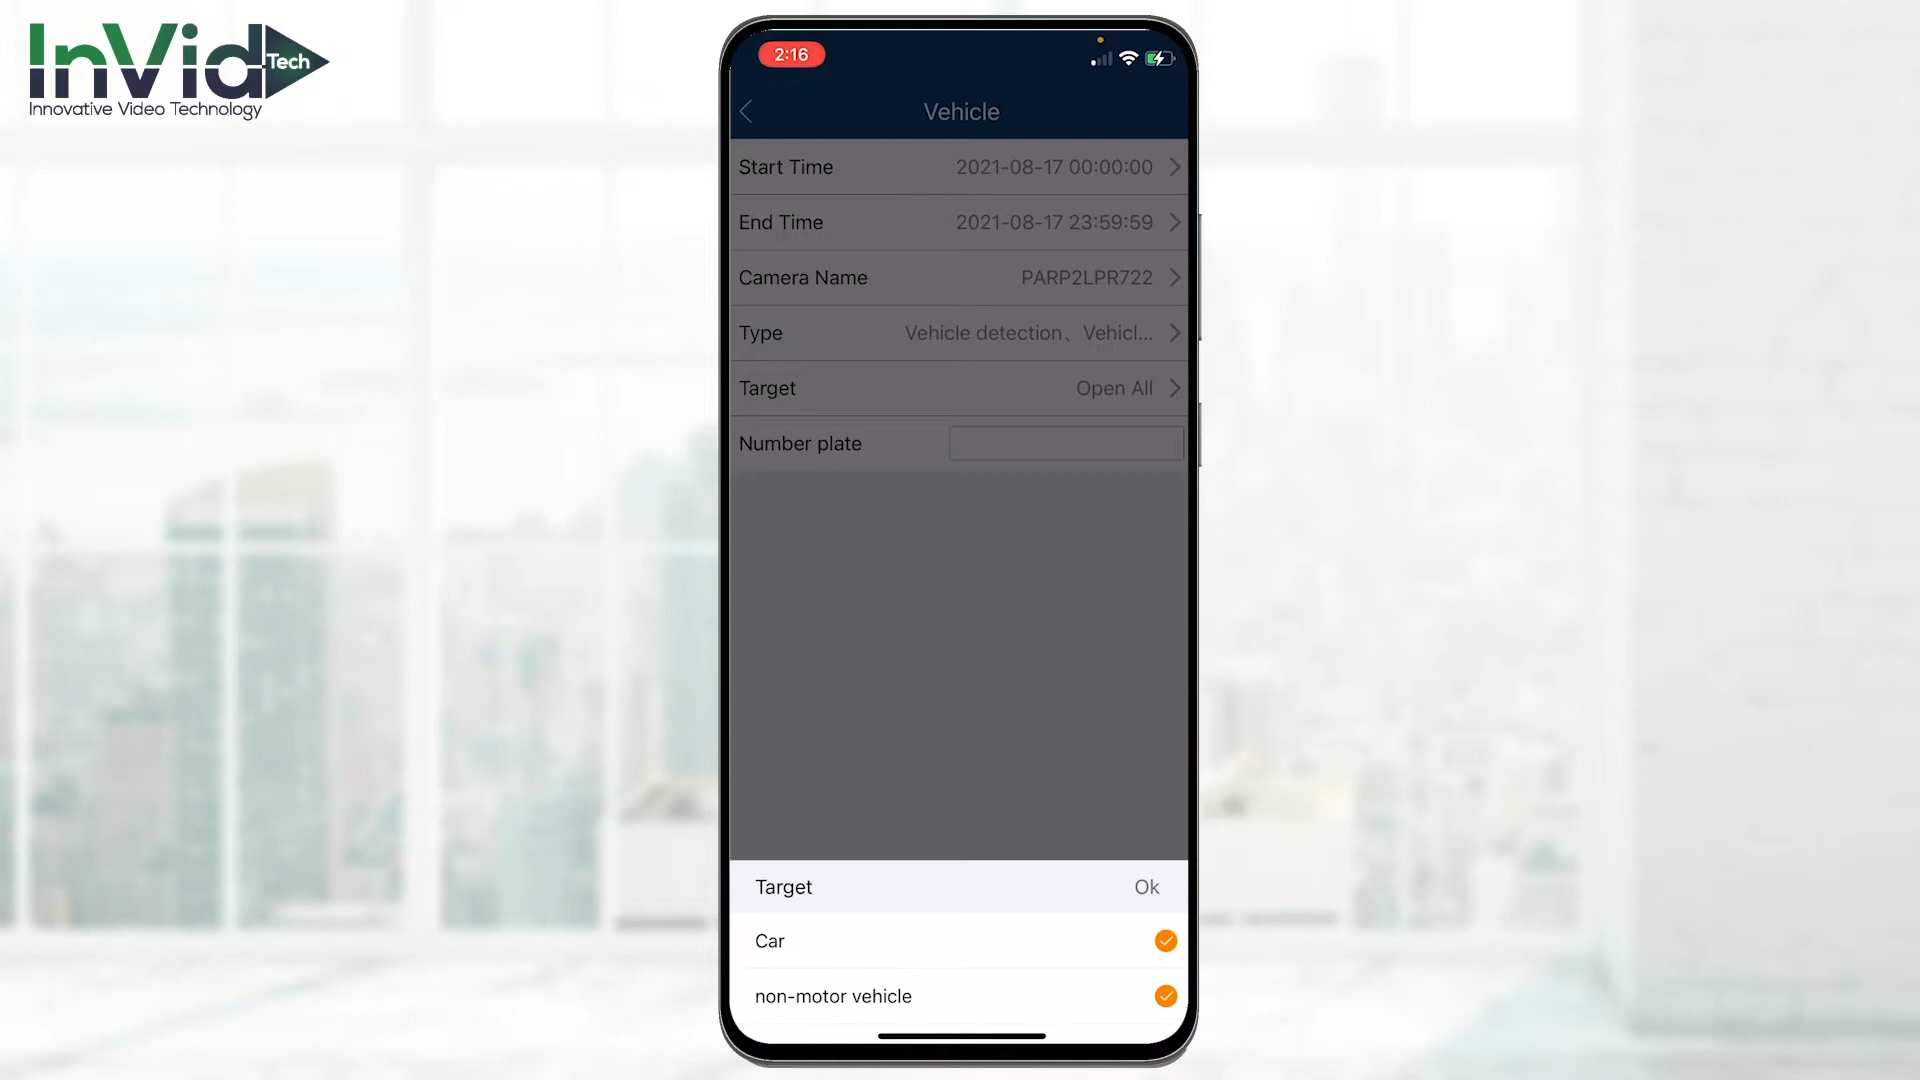 InVid Tech
Innovative Video Technology
2:16
Vehicle
Start Time 2021-08-17 00:00:00
End Time 2021-08-17 23:59:59
Camera Name PARP2LPR722
Type Vehicle detection、Vehicl...
Target Open All
Number plate
Target Ok
Car
non-motor vehicle